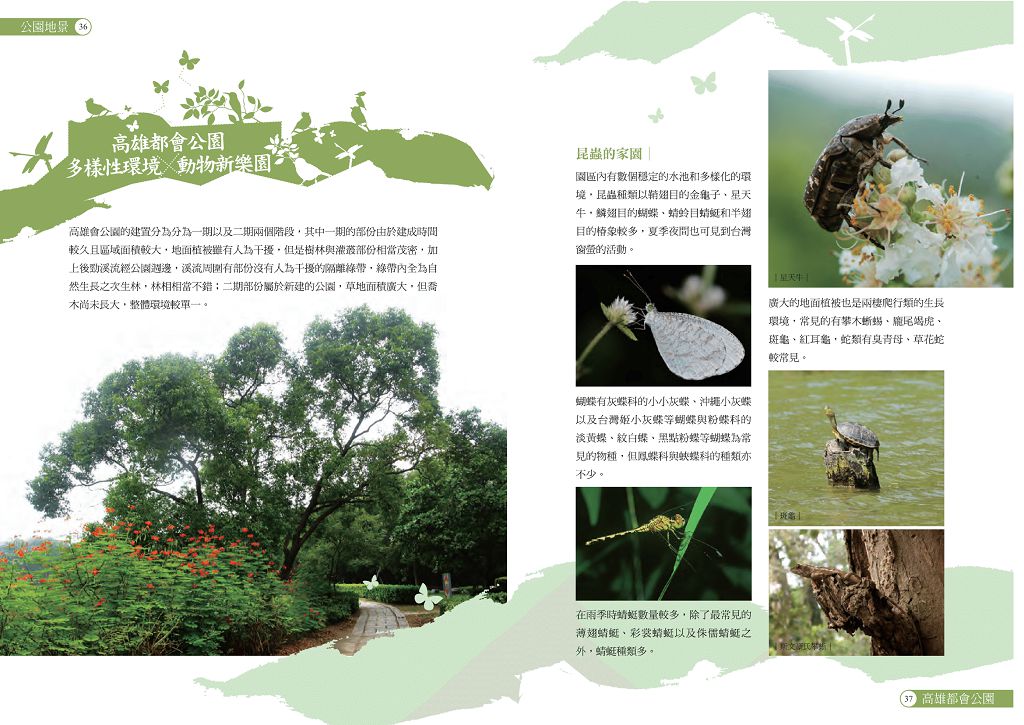 公園地景 36
高雄都會公園
多樣性環境╳動物新樂園
高雄會公園的建置分為分為一期以及二期兩個階段，其中一期的部份由於建成時間
較久且區域面積較大，地面植被雖有人為干擾，但是樹林與灌叢部份相當茂密，加
上後勁溪流經公園週邊，溪流周圍有部份沒有人為干擾的隔離綠帶，綠帶內全為自
然生長之次生林，林相相當不錯；二期部份屬於新建的公園，草地面積廣大，但喬
木尚未長大，整體環境較單一。
昆蟲的家園｜
園區內有數個穩定的水池和多樣化的環
境，昆蟲種類以鞘翅目的金龜子、星天
牛，鱗翅目的蝴蝶、蜻蛉目蜻蜓和半翅
目的椿象較多，夏季夜間也可見到台灣
窗螢的活動。
蝴蝶有灰蝶科的小小灰蝶、沖繩小灰蝶
以及台灣姬小灰蝶等蝴蝶與粉蝶科的
淡黃蝶、紋白蝶、黑點粉蝶等蝴蝶為常
見的物種，但鳳蝶科與蛺蝶科的種類亦
不少。
在雨季時蜻蜓數量較多，除了最常見的
薄翅蜻蜓、彩裳蜻蜓以及侏儒蜻蜓之
外，蜻蜓種類多。
｜星天牛｜
廣大的地面植被也是兩棲爬行類的生長
環境，常見的有攀木蜥蜴、龐尾竭虎、
斑龜、紅耳龜，蛇類有臭青母、草花蛇
較常見。
｜斑龜｜
37 高雄都會公園